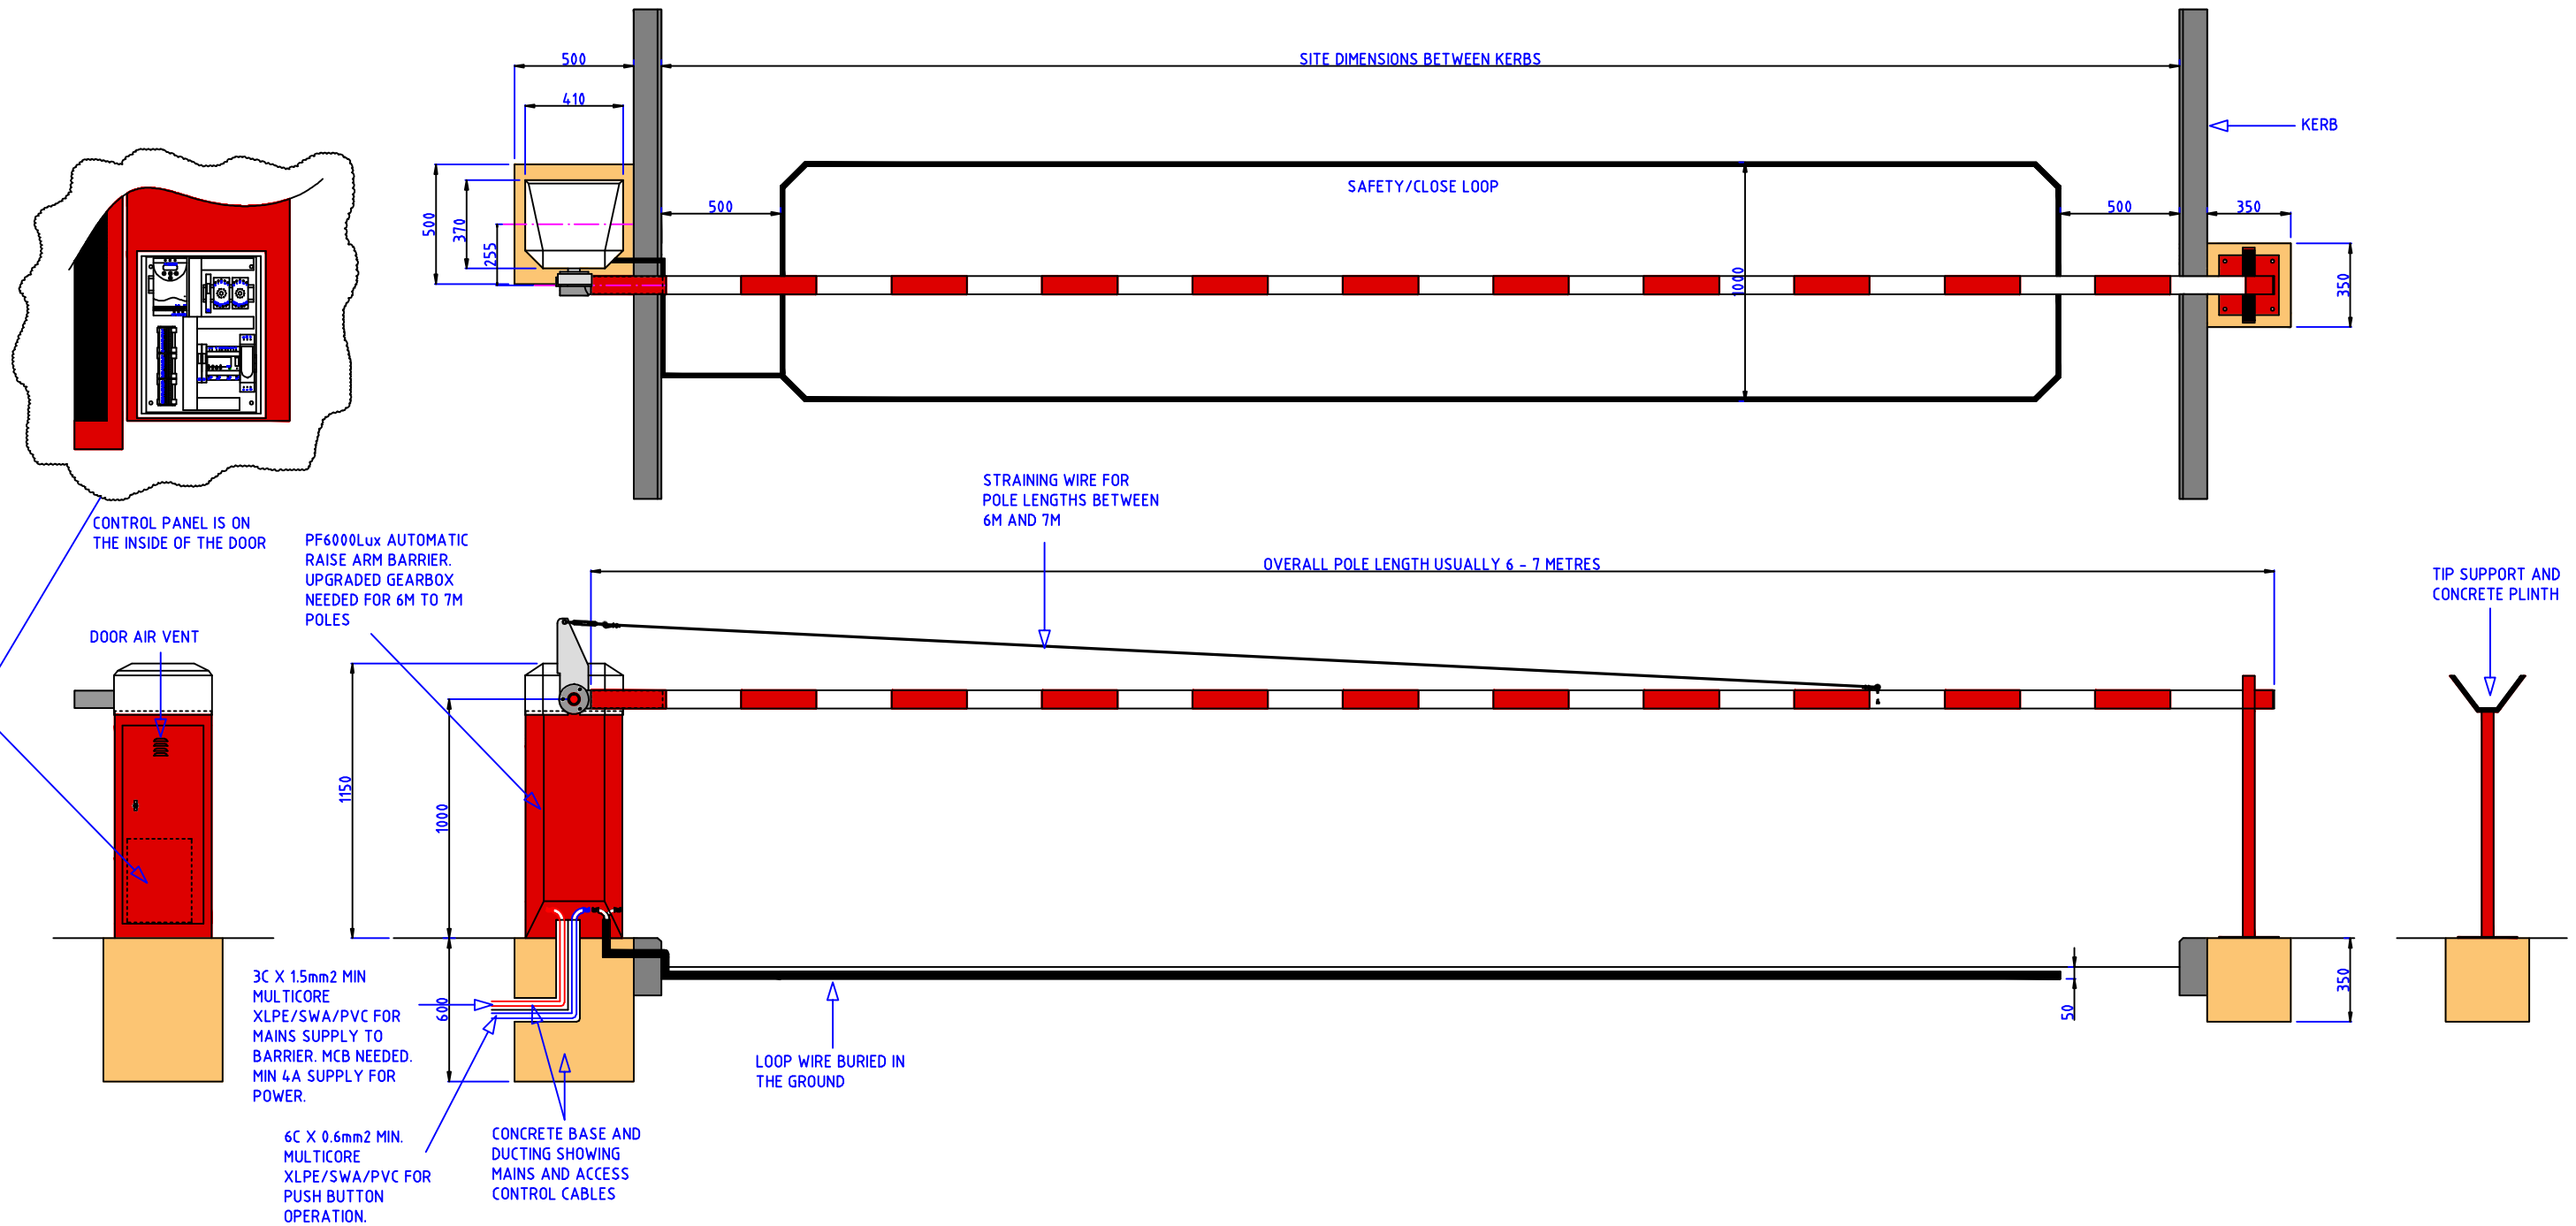 500
SITE DIMENSIONS BETWEEN KERBS
410
KERB
SAFETY/CLOSE LOOP
500
370
255
500
1000
500
350
350
STRAINING WIRE FOR
POLE LENGTHS BETWEEN
6M AND 7M
CONTROL PANEL IS ON
THE INSIDE OF THE DOOR
PF6000Lux AUTOMATIC
RAISE ARM BARRIER.
UPGRADED GEARBOX
NEEDED FOR 6M TO 7M
POLES
OVERALL POLE LENGTH USUALLY 6 - 7 METRES
TIP SUPPORT AND
CONCRETE PLINTH
DOOR AIR VENT
1150
1000
600
50
350
3C X 1.5mm2 MIN
MULTICORE
XLPE/SWA/PVC FOR
MAINS SUPPLY TO
BARRIER. MCB NEEDED.
MIN 4A SUPPLY FOR
POWER.
LOOP WIRE BURIED IN
THE GROUND
6C X 0.6mm2 MIN.
MULTICORE
XLPE/SWA/PVC FOR
PUSH BUTTON
OPERATION.
CONCRETE BASE AND
DUCTING SHOWING
MAINS AND ACCESS
CONTROL CABLES